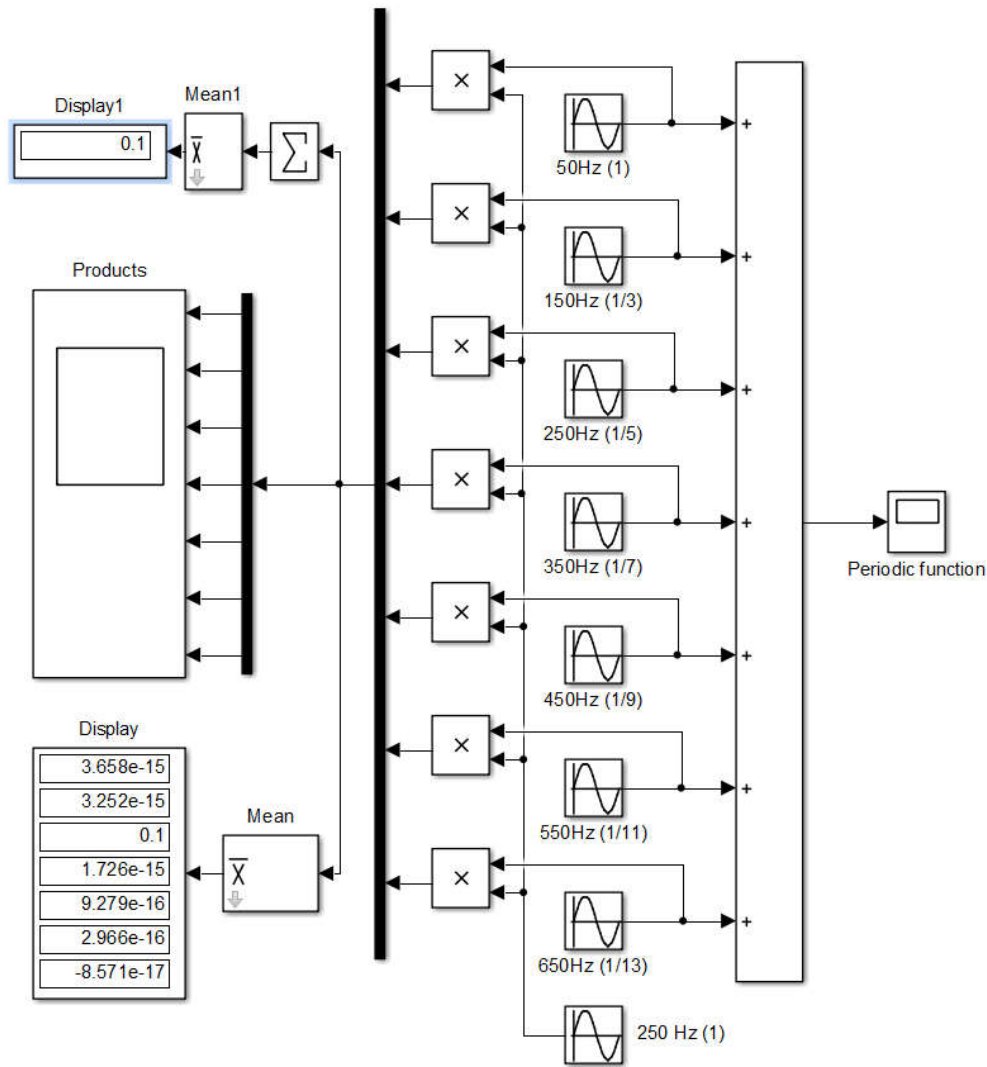 Display1
0.1
Mean1
x̄
Σ
×
50Hz (1)
+
×
150Hz (1/3)
+
Products
×
250Hz (1/5)
+
×
350Hz (1/7)
+
Periodic function
×
450Hz (1/9)
+
Display
3.658e-15
3.252e-15
0.1
1.726e-15
9.279e-16
2.966e-16
-8.571e-17
Mean
x̄
×
550Hz (1/11)
+
×
650Hz (1/13)
+
250 Hz (1)